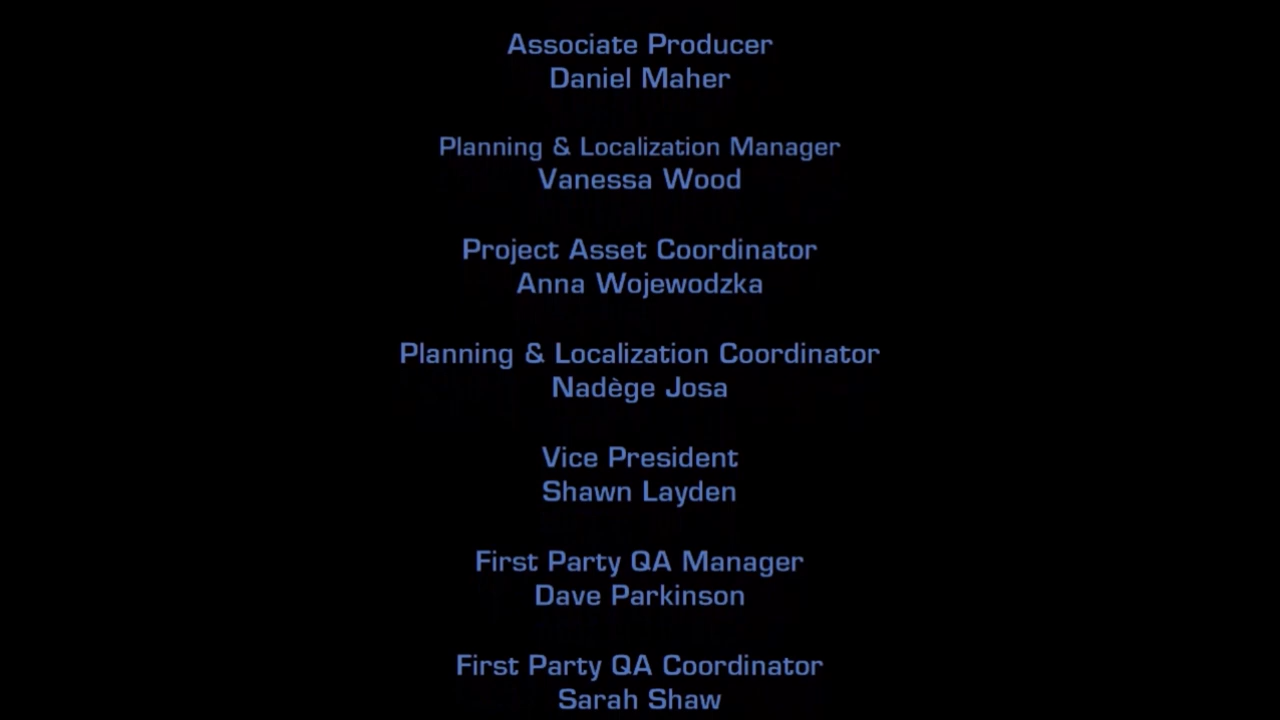 Associate Producer
Daniel Maher
Planning & Localization Manager
Vanessa Wood
Project Asset Coordinator
Anna Wojewodzka
Planning & Localization Coordinator
Nadège Josa
Vice President
Shawn Layden
First Party QA Manager
Dave Parkinson
First Party QA Coordinator
Sarah Shaw